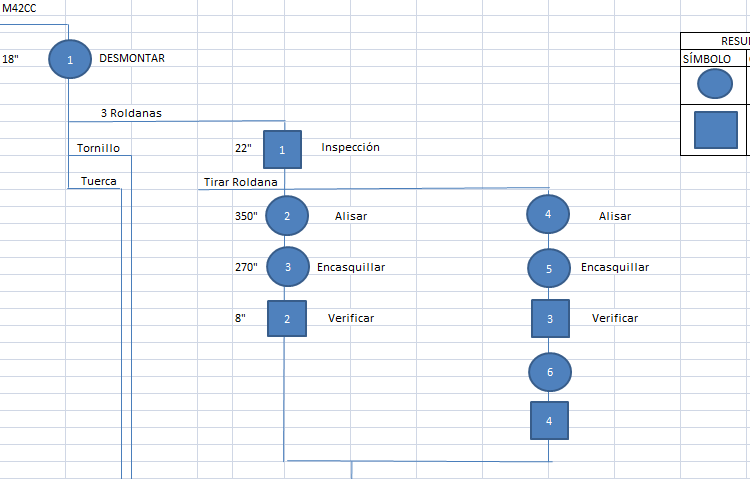 M42CC
18"
1
DESMONTAR
RESU
SÍMBOLO
3 Roldanas
Tornillo
22"
1
Inspección
Tuerca
Tirar Roldana
350"
2
Alisar
4
Alisar
270"
3
Encasquillar
5
Encasquillar
8"
2
Verificar
3
Verificar
6
4